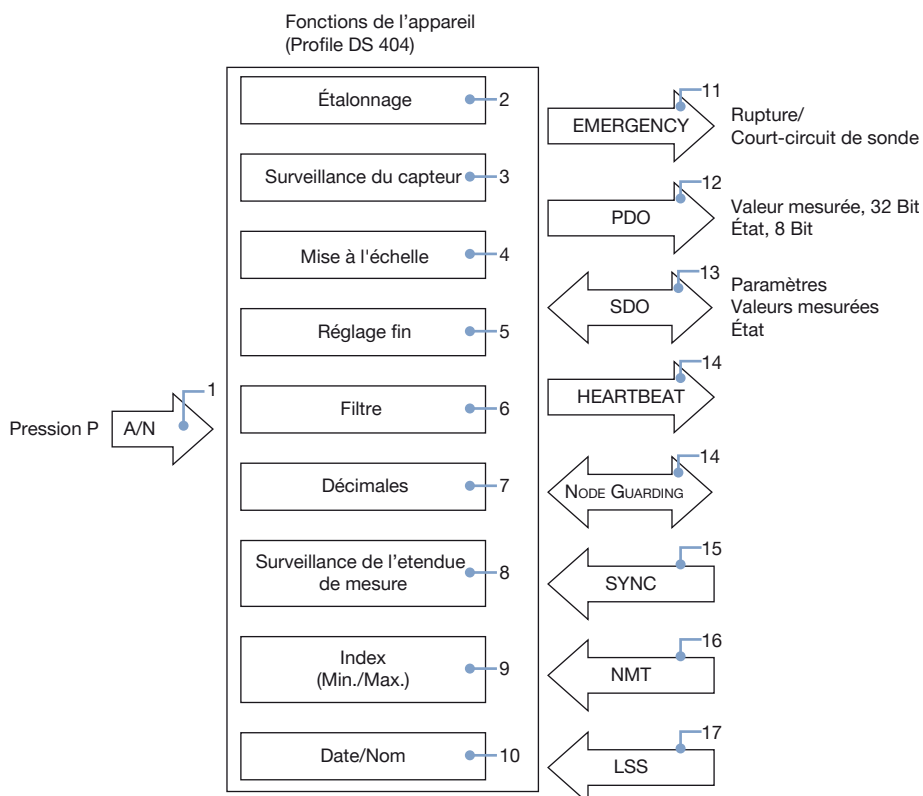 Fonctions de l’appareil
(Profile DS 404)
Étalonnage
2
Surveillance du capteur
3
Mise à l'échelle
4
Réglage fin
5
Pression P
A/N
1
Filtre
6
Décimales
7
Surveillance de l’etendue
de mesure
8
Index
(Min./Max.)
9
Date/Nom
10
EMERGENCY
11
Rupture/
Court-circuit de sonde
PDO
12
Valeur mesurée, 32 Bit
État, 8 Bit
SDO
13
Paramètres
Valeurs mesurées
État
HEARTBEAT
14
NODE GUARDING
14
SYNC
15
NMT
16
LSS
17